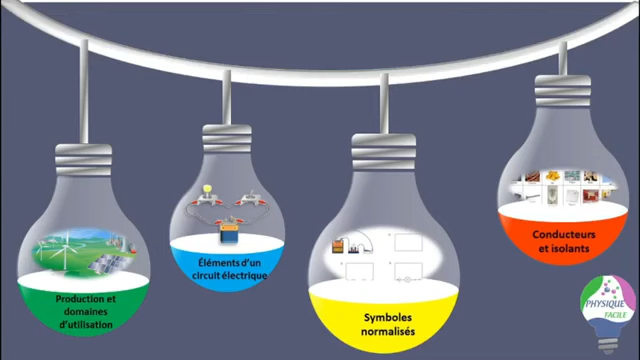 Production et
domaines
d'utilisation
Éléments d'un
circuit électrique
Symboles
normalisés
Conducteurs
et isolants
PHYSIQUE
FACILE